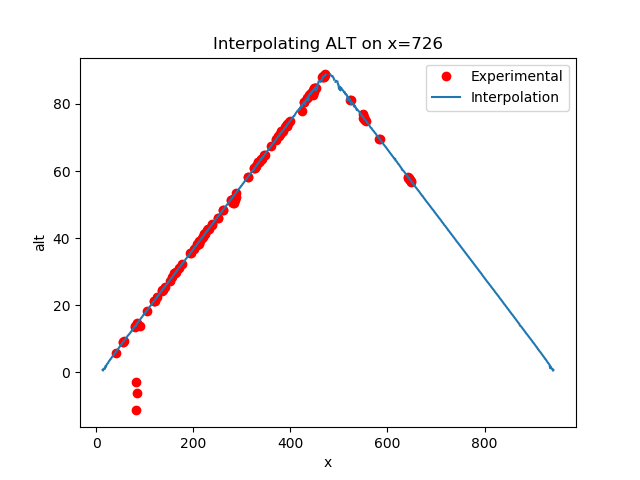 Interpolating ALT on x=726
Experimental
Interpolation
80
60
40
20
0
alt
0 200 400 600 800
x